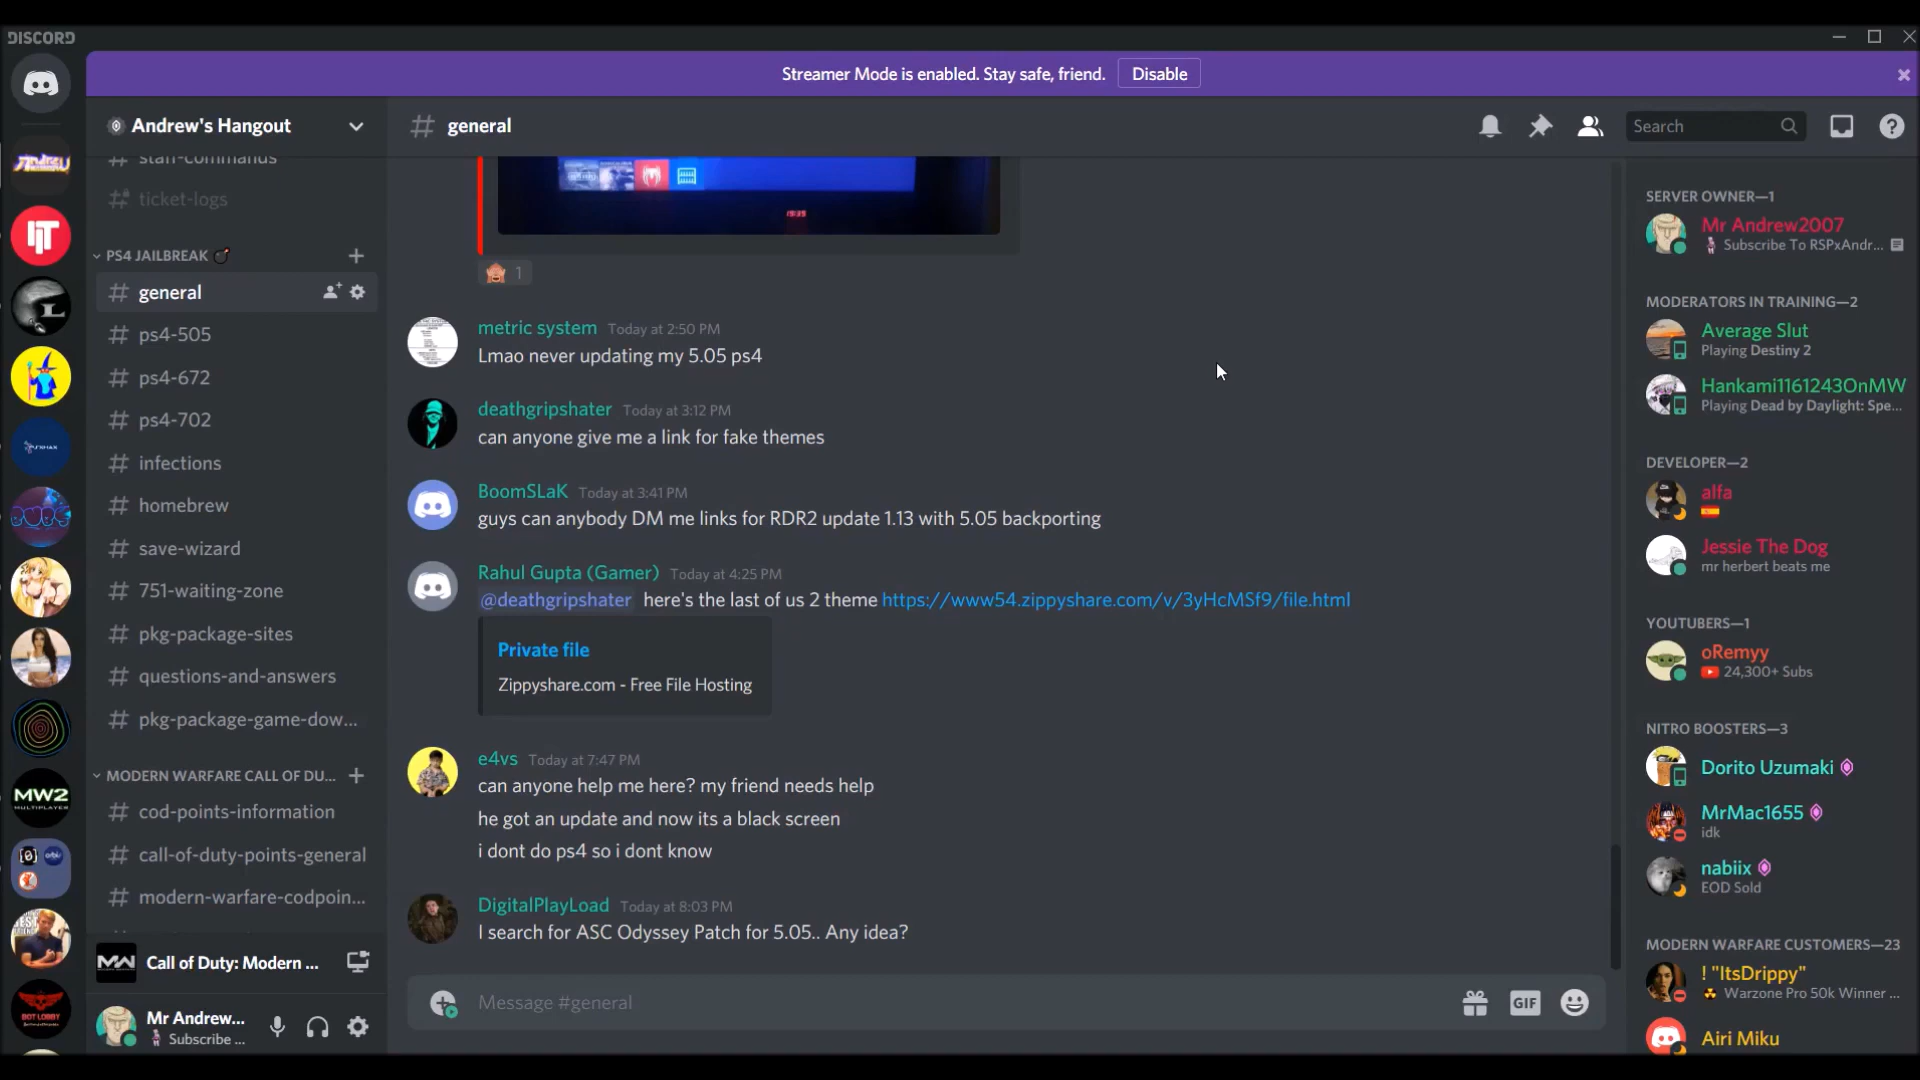 DISCORD
Streamer Mode is enabled. Stay safe, friend.
Disable
Andrew's Hangout
general
Search
staff-commands
ticket-logs
PS4 JAILBREAK
general
ps4-505
ps4-672
ps4-702
infections
homebrew
save-wizard
751-waiting-zone
pkg-package-sites
questions-and-answers
pkg-package-game-dow...
MODERN WARFARE CALL OF DU...
cod-points-information
call-of-duty-points-general
modern-warfare-codpoin...
Call of Duty: Modern ...
Mr Andrew...
Subscribe ...
MW2
MULTIPLAYER
BOT LOBBY
1
metric system Today at 2:50 PM
Lmao never updating my 5.05 ps4
deathgripshater Today at 3:12 PM
can anyone give me a link for fake themes
BoomSLaK Today at 3:41 PM
guys can anybody DM me links for RDR2 update 1.13 with 5.05 backporting
Rahul Gupta (Gamer) Today at 4:25 PM
@deathgripshater here's the last of us 2 theme https://www54.zippyshare.com/v/3yHcMSf9/file.html
Private file
Zippyshare.com - Free File Hosting
e4vs Today at 7:47 PM
can anyone help me here? my friend needs help
he got an update and now its a black screen
i dont do ps4 so i dont know
DigitalPlayLoad Today at 8:03 PM
I search for ASC Odyssey Patch for 5.05.. Any idea?
Message #general
GIF
SERVER OWNER—1
Mr Andrew2007
Subscribe To RSPxAndr...
MODERATORS IN TRAINING—2
Average Slut
Playing Destiny 2
Hankami1161243OnMW
Playing Dead by Daylight: Spe...
DEVELOPER—2
alfa
Jessie The Dog
mr herbert beats me
YOUTUBERS—1
oRemyy
24,300+ Subs
NITRO BOOSTERS—3
Dorito Uzumaki
MrMac1655
idk
nabiix
EOD Sold
MODERN WARFARE CUSTOMERS—23
! "ItsDrippy"
Warzone Pro 50k Winner ...
Airi Miku